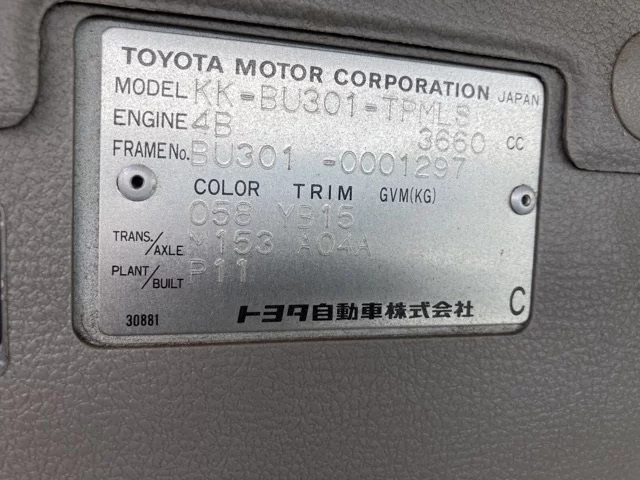 TOYOTA MOTOR CORPORATION JAPAN
MODEL KK-BU301-TPMLS
ENGINE 4B 3660 CC
FRAME No. BU301 -0001297
COLOR TRIM GVM(KG)
058 YB15
TRANS./AXLE M153 A04A
PLANT/BUILT P11
30881 トヨタ自動車株式会社 C